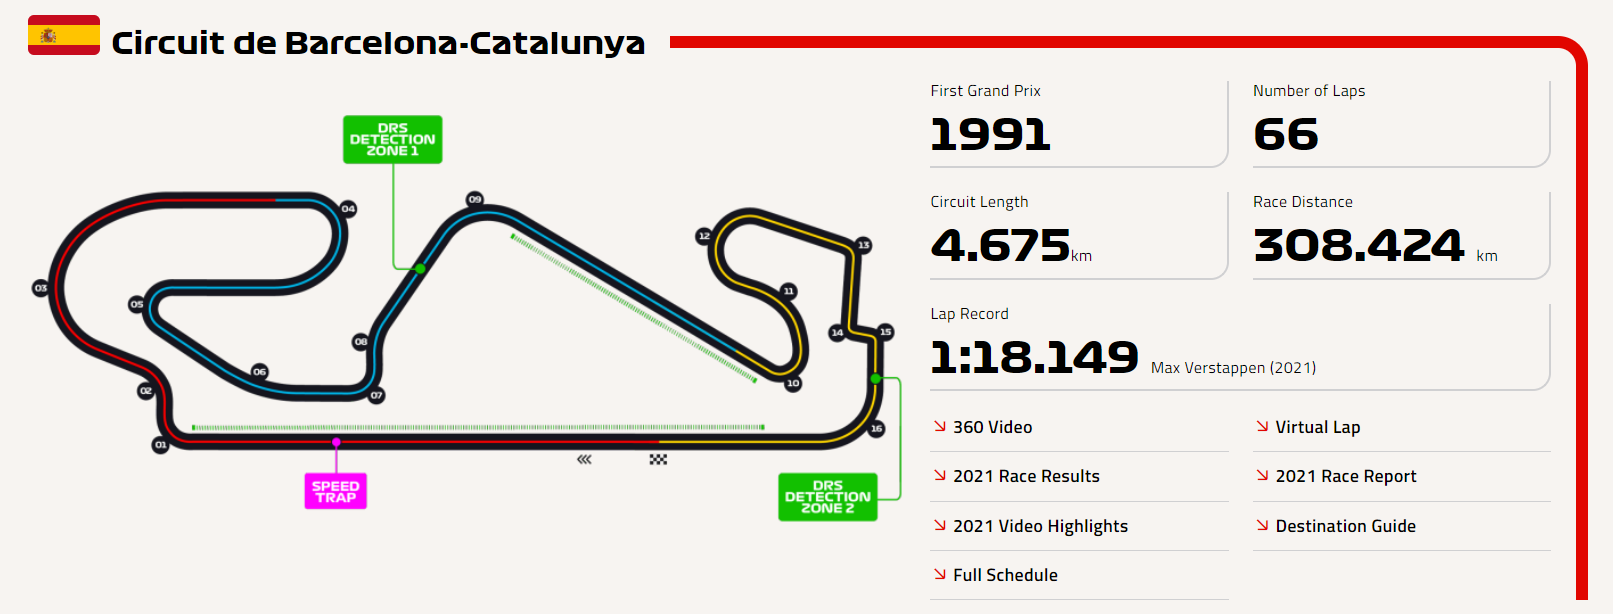 Circuit de Barcelona-Catalunya
DRS
DETECTION
ZONE 1
04
09
12
13
03
05
11
14
15
08
06
10
02
07
16
01
SPEED
TRAP
DRS
DETECTION
ZONE 2
First Grand Prix
1991
Number of Laps
66
Circuit Length
4.675km
Race Distance
308.424 km
Lap Record
1:18.149 Max Verstappen (2021)
360 Video
Virtual Lap
2021 Race Results
2021 Race Report
2021 Video Highlights
Destination Guide
Full Schedule